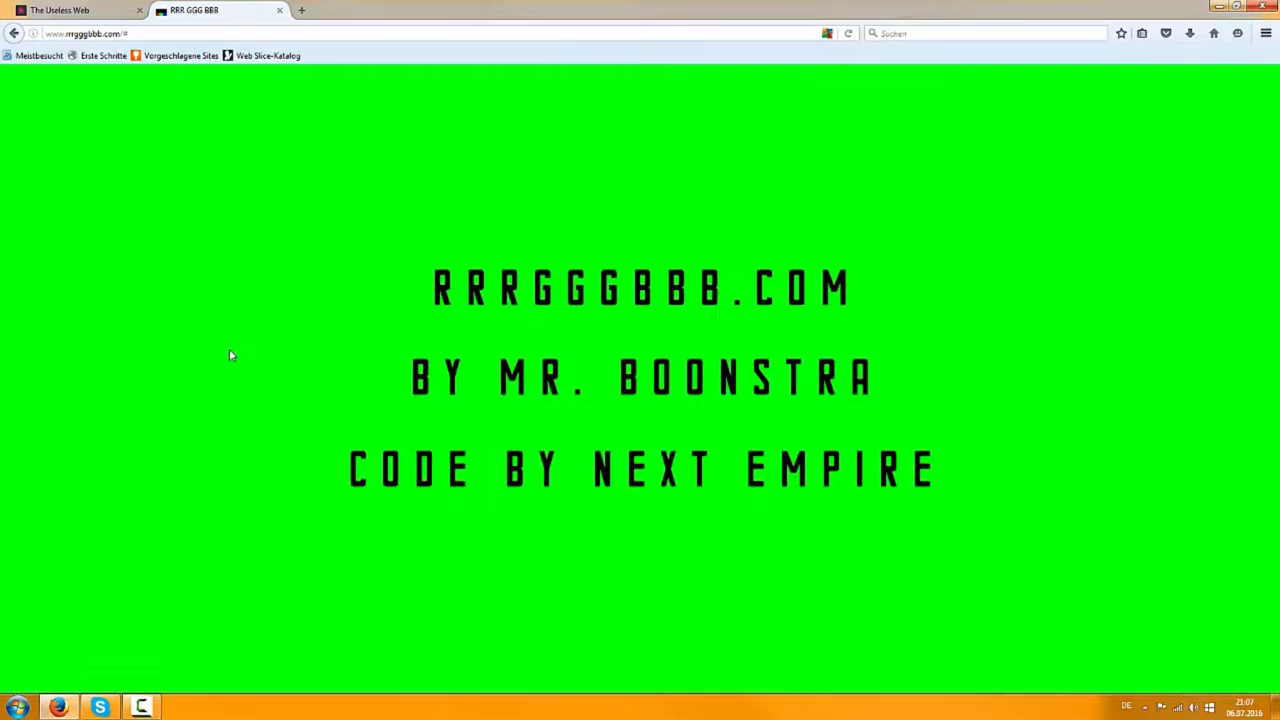 The Useless Web
RRR GGG BBB
www.rrrgggbbb.com/#
Suchen
Meistbesucht Erste Schritte Vorgeschlagene Sites Web Slice-Katalog
RRRGGGBBB.COM
BY MR. BOONSTRA
CODE BY NEXT EMPIRE
DE
21:07
06.07.2016